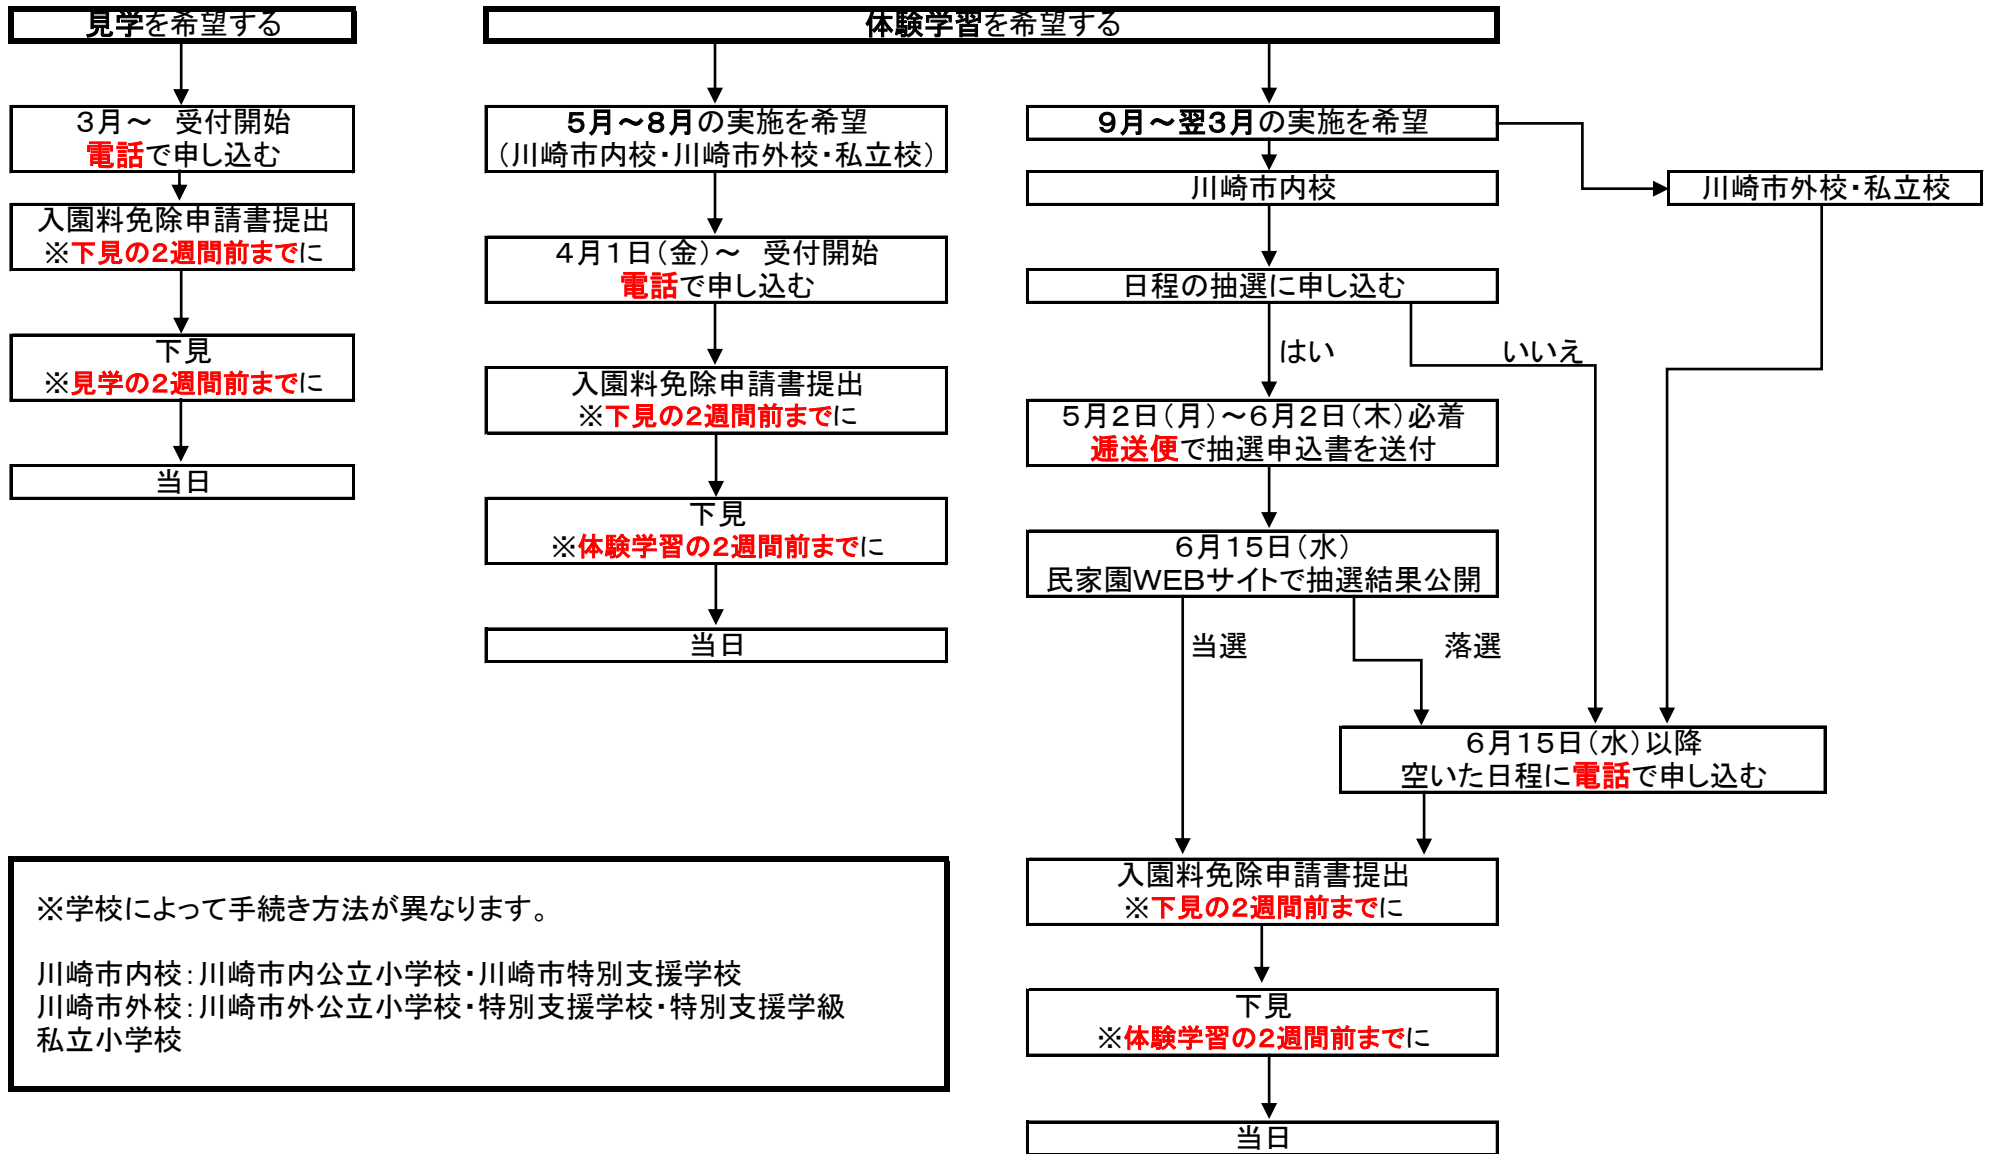 見学を希望する
３月～　受付開始
電話で申し込む
入園料免除申請書提出
※下見の２週間前までに
下見
※見学の２週間前までに
当日
体験学習を希望する
５月～８月の実施を希望
（川崎市内校・川崎市外校・私立校）
４月１日（金）～　受付開始
電話で申し込む
入園料免除申請書提出
※下見の２週間前までに
下見
※体験学習の２週間前までに
当日
９月～翌３月の実施を希望
川崎市内校
川崎市外校・私立校
日程の抽選に申し込む
はい
いいえ
５月２日（月）～６月２日（木）必着
逓送便で抽選申込書を送付
６月１５日（水）
民家園ＷＥＢサイトで抽選結果公開
当選
落選
６月１５日（水）以降
空いた日程に電話で申し込む
入園料免除申請書提出
※下見の２週間前までに
下見
※体験学習の２週間前までに
当日
※学校によって手続き方法が異なります。
川崎市内校：川崎市内公立小学校・川崎市特別支援学校
川崎市外校：川崎市外公立小学校・特別支援学校・特別支援学級
私立小学校